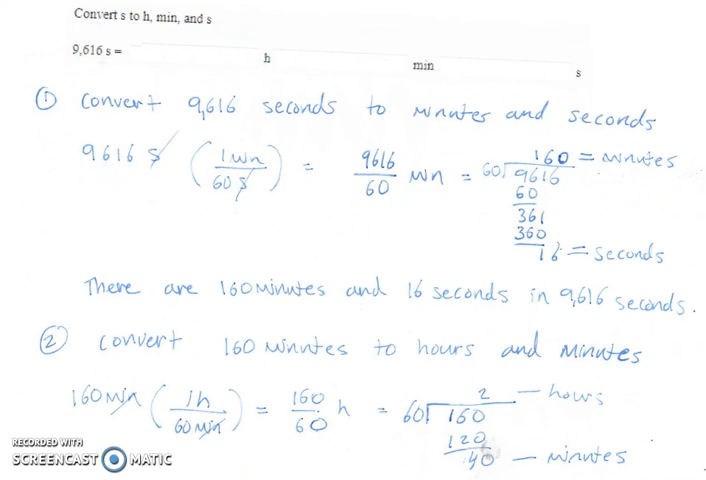 Convert s to h, min, and s
9,616 s = h min s
① Convert 9,616 seconds to minutes and seconds
9616 s (1 min / 60 s) = 9616/60 min = 60)9616 160 = minutes
60
361
360
16 = seconds
There are 160 minutes and 16 seconds in 9,616 seconds.
② Convert 160 minutes to hours and minutes
160 min (1h / 60 min) = 160/60 h = 60)160 2 — hours
120
40 — minutes
RECORDED WITH
SCREENCAST O MATIC